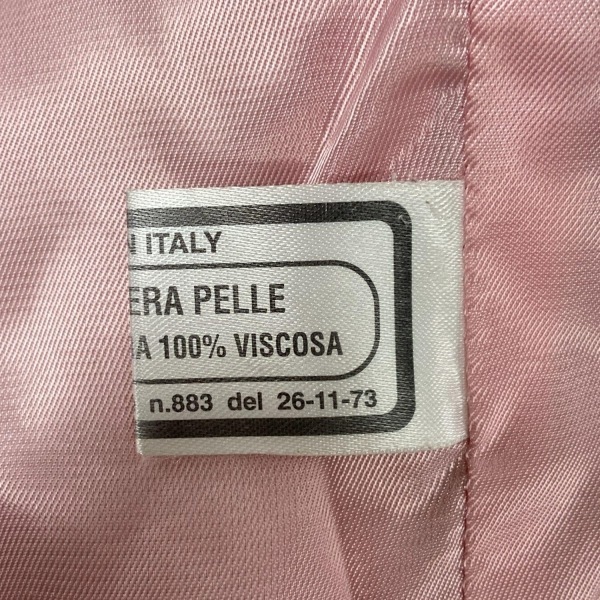 N ITALY
ERA PELLE
A 100% VISCOSA
n.883 del 26-11-73